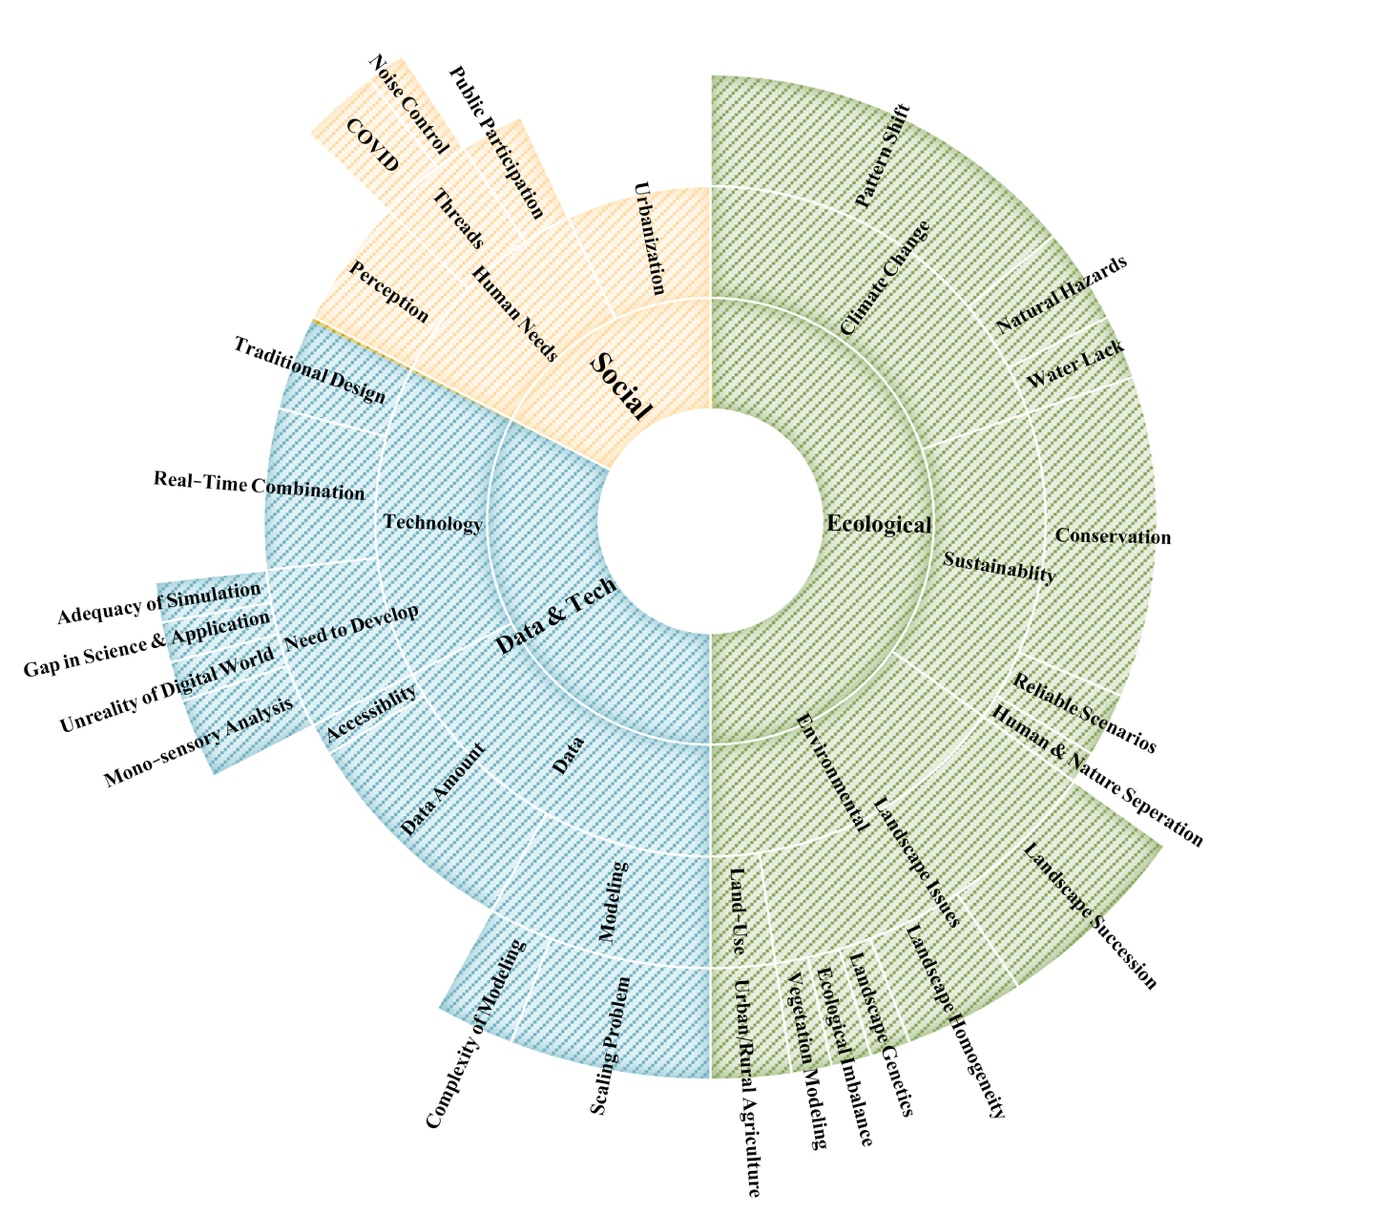 Pattern Shift
Climate Change
Natural Hazards
Water Lack
Ecological
Sustainablity
Conservation
Reliable Scenarios
Human & Nature Seperation
Environmental
Landscape Issues
Landscape Succession
Landscape Homogeneity
Landscape Genetics
Ecological Imbalance
Vegetation Modeling
Land-Use
Urban/Rural Agriculture
Data & Tech
Data
Modeling
Scaling Problem
Complexity of Modeling
Data Amount
Accessiblity
Technology
Need to Develop
Mono-sensory Analysis
Unreality of Digital World
Gap in Science & Application
Adequacy of Simulation
Real-Time Combination
Traditional Design
Social
Human Needs
Perception
Threads
COVID
Noise Control
Public Participation
Urbanization